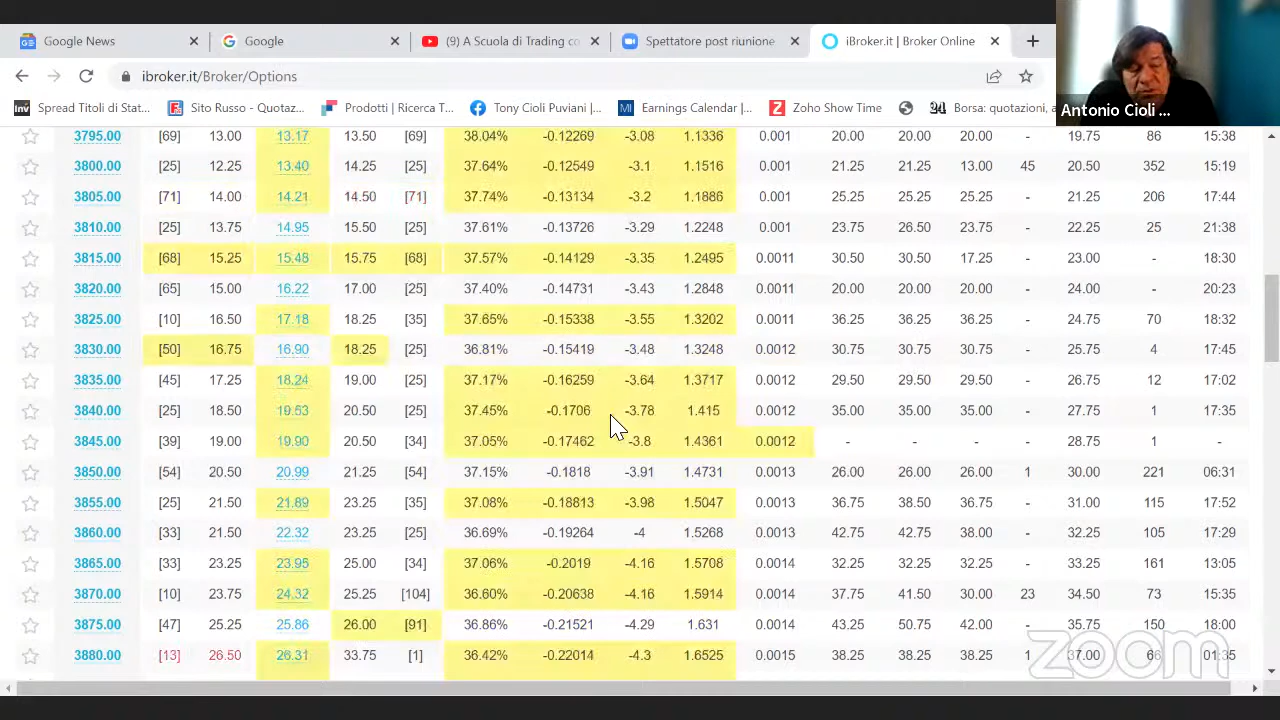 Google News
Google
(9) A Scuola di Trading co
Spettatore post riunione
iBroker.it | Broker Online
ibroker.it/Broker/Options
Inv Spread Titoli di Stat... Sito Russo - Quotaz... Prodotti | Ricerca T... Tony Cioli Puviani |... MI Earnings Calendar |... Zoho Show Time Borsa: quotazioni, a
Antonio Cioli ...
3795.00 [69] 13.00 13.17 13.50 [69] 38.04% -0.12269 -3.08 1.1336 0.001 20.00 20.00 20.00 - 19.75 86 15:38
3800.00 [25] 12.25 13.40 14.25 [25] 37.64% -0.12549 -3.1 1.1516 0.001 21.25 21.25 13.00 45 20.50 352 15:19
3805.00 [71] 14.00 14.21 14.50 [71] 37.74% -0.13134 -3.2 1.1886 0.001 25.25 25.25 25.25 - 21.25 206 17:44
3810.00 [25] 13.75 14.95 15.50 [25] 37.61% -0.13726 -3.29 1.2248 0.001 23.75 26.50 23.75 - 22.25 25 21:38
3815.00 [68] 15.25 15.48 15.75 [68] 37.57% -0.14129 -3.35 1.2495 0.0011 30.50 30.50 17.25 - 23.00 - 18:30
3820.00 [65] 15.00 16.22 17.00 [25] 37.40% -0.14731 -3.43 1.2848 0.0011 20.00 20.00 20.00 - 24.00 - 20:23
3825.00 [10] 16.50 17.18 18.25 [35] 37.65% -0.15338 -3.55 1.3202 0.0011 36.25 36.25 36.25 - 24.75 70 18:32
3830.00 [50] 16.75 16.90 18.25 [25] 36.81% -0.15419 -3.48 1.3248 0.0012 30.75 30.75 30.75 - 25.75 4 17:45
3835.00 [45] 17.25 18.24 19.00 [25] 37.17% -0.16259 -3.64 1.3717 0.0012 29.50 29.50 29.50 - 26.75 12 17:02
3840.00 [25] 18.50 19.53 20.50 [25] 37.45% -0.1706 -3.78 1.415 0.0012 35.00 35.00 35.00 - 27.75 1 17:35
3845.00 [39] 19.00 19.90 20.50 [34] 37.05% -0.17462 -3.8 1.4361 0.0012 - - - - 28.75 1 -
3850.00 [54] 20.50 20.99 21.25 [54] 37.15% -0.1818 -3.91 1.4731 0.0013 26.00 26.00 26.00 1 30.00 221 06:31
3855.00 [25] 21.50 21.89 23.25 [35] 37.08% -0.18813 -3.98 1.5047 0.0013 36.75 38.50 36.75 - 31.00 115 17:52
3860.00 [33] 21.50 22.32 23.25 [25] 36.69% -0.19264 -4 1.5268 0.0013 42.75 42.75 38.00 - 32.25 105 17:29
3865.00 [33] 23.25 23.95 25.00 [34] 37.06% -0.2019 -4.16 1.5708 0.0014 32.25 32.25 32.25 - 33.25 161 13:05
3870.00 [10] 23.75 24.32 25.25 [104] 36.60% -0.20638 -4.16 1.5914 0.0014 37.75 41.50 30.00 23 34.50 73 15:35
3875.00 [47] 25.25 25.86 26.00 [91] 36.86% -0.21521 -4.29 1.631 0.0014 43.25 50.75 42.00 - 35.75 150 18:00
3880.00 [13] 26.50 26.31 33.75 [1] 36.42% -0.22014 -4.3 1.6525 0.0015 38.25 38.25 38.25 1 37.00 66 01:35
zoom